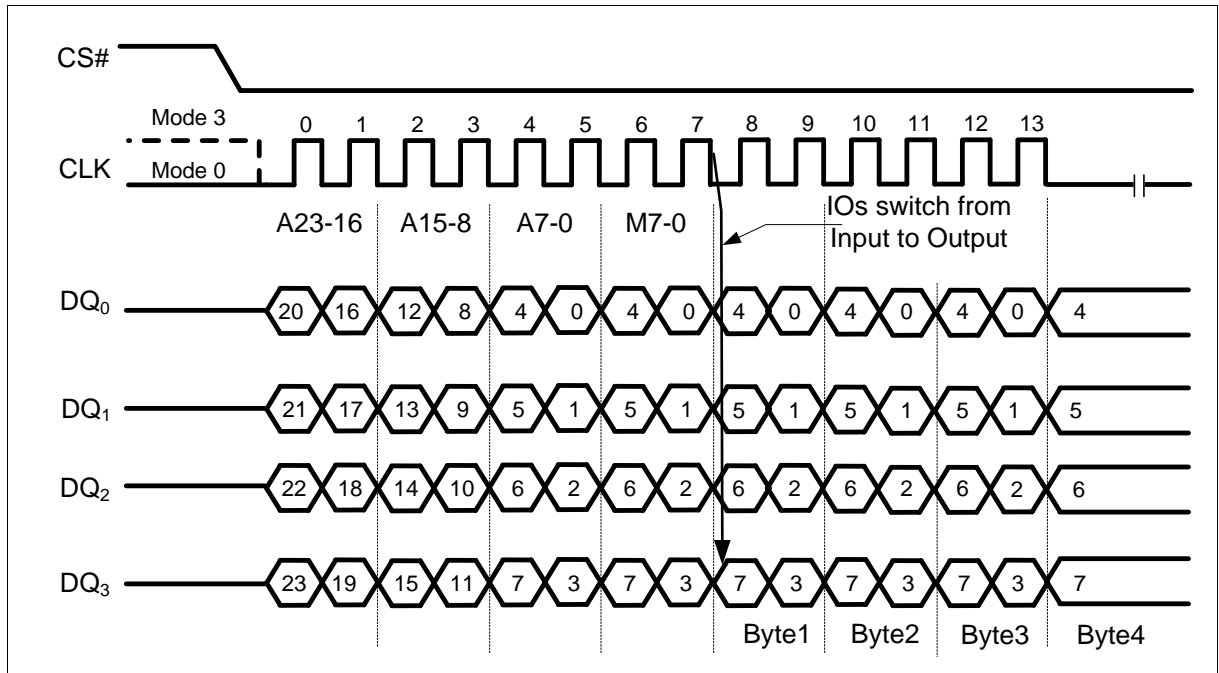 CS#
Mode 3
0 1 2 3 4 5 6 7 8 9 10 11 12 13
CLK
Mode 0
A23-16 A15-8 A7-0 M7-0
IOs switch from
Input to Output
DQ0 20 16 12 8 4 0 4 0 4 0 4 0 4 0 4
DQ1 21 17 13 9 5 1 5 1 5 1 5 1 5 1 5
DQ2 22 18 14 10 6 2 6 2 6 2 6 2 6 2 6
DQ3 23 19 15 11 7 3 7 3 7 3 7 3 7 3 7
Byte1 Byte2 Byte3 Byte4